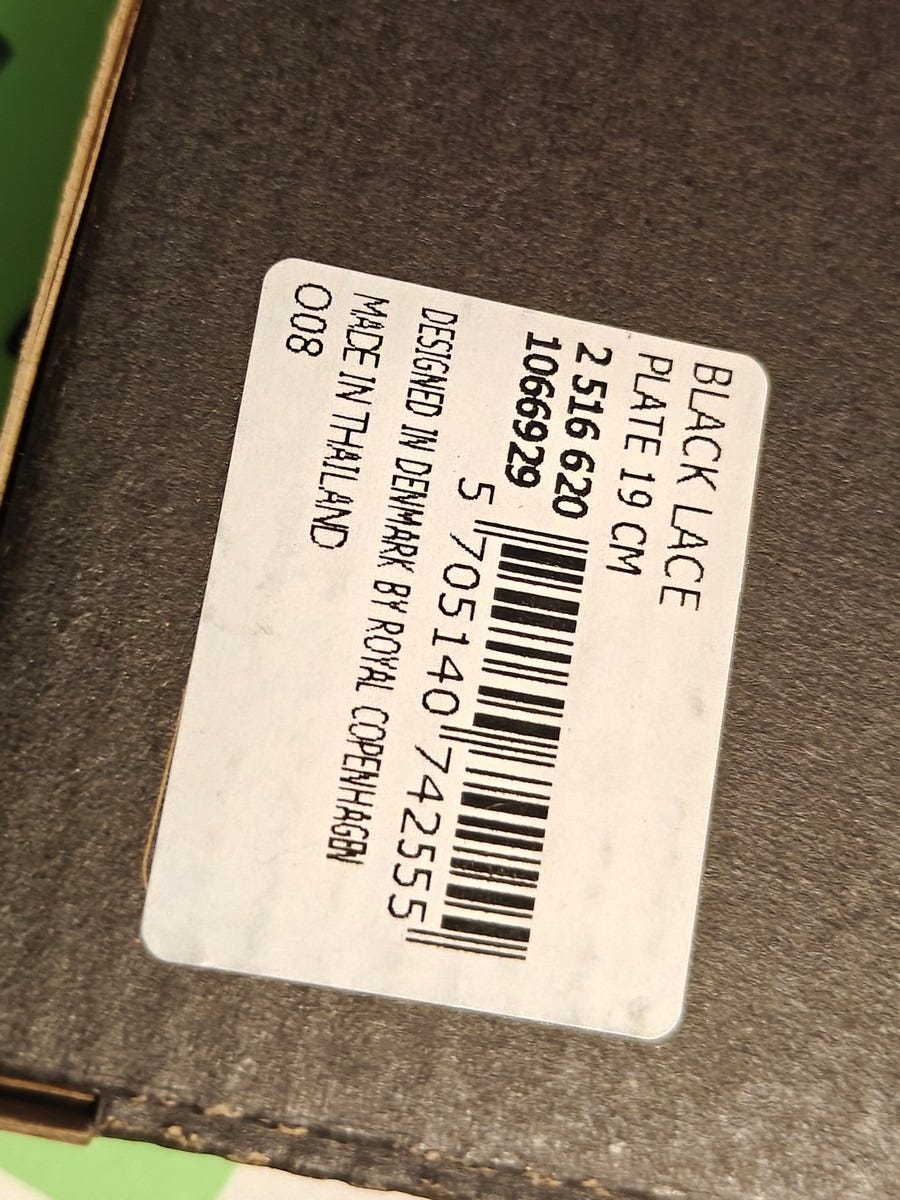 BLACK LACE
PLATE 19 CM
2 516 620
1066929
5 705140 742555
DESIGNED IN DENMARK BY ROYAL COPENHAGEN
MADE IN THAILAND
O08